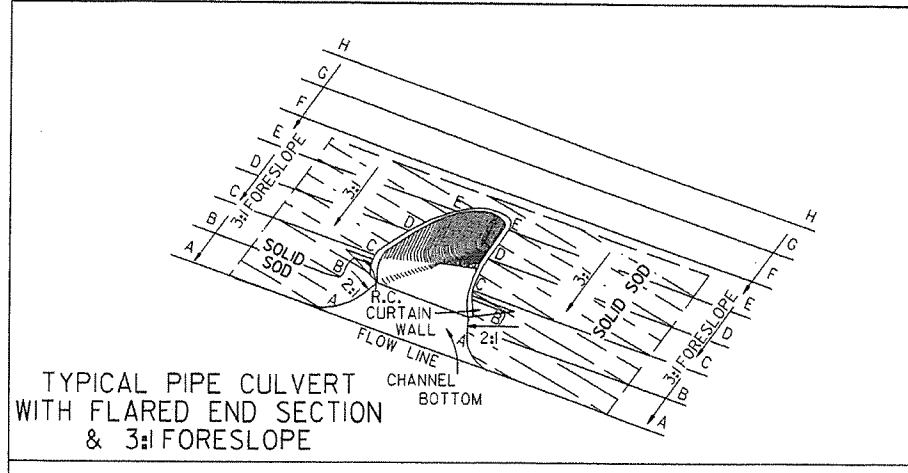 H
G
F
E
D
C
B
A
3:1 FORESLOPE
SOLID
SOD
3:1
E
D
C
B
A
2:1
E
D
C
B
A
2:1
R.C.
CURTAIN
WALL
FLOW LINE
CHANNEL
BOTTOM
3:1
SOLID SOD
3:1 FORESLOPE
H
G
F
E
D
C
B
A
TYPICAL PIPE CULVERT
WITH FLARED END SECTION
& 3:1 FORESLOPE